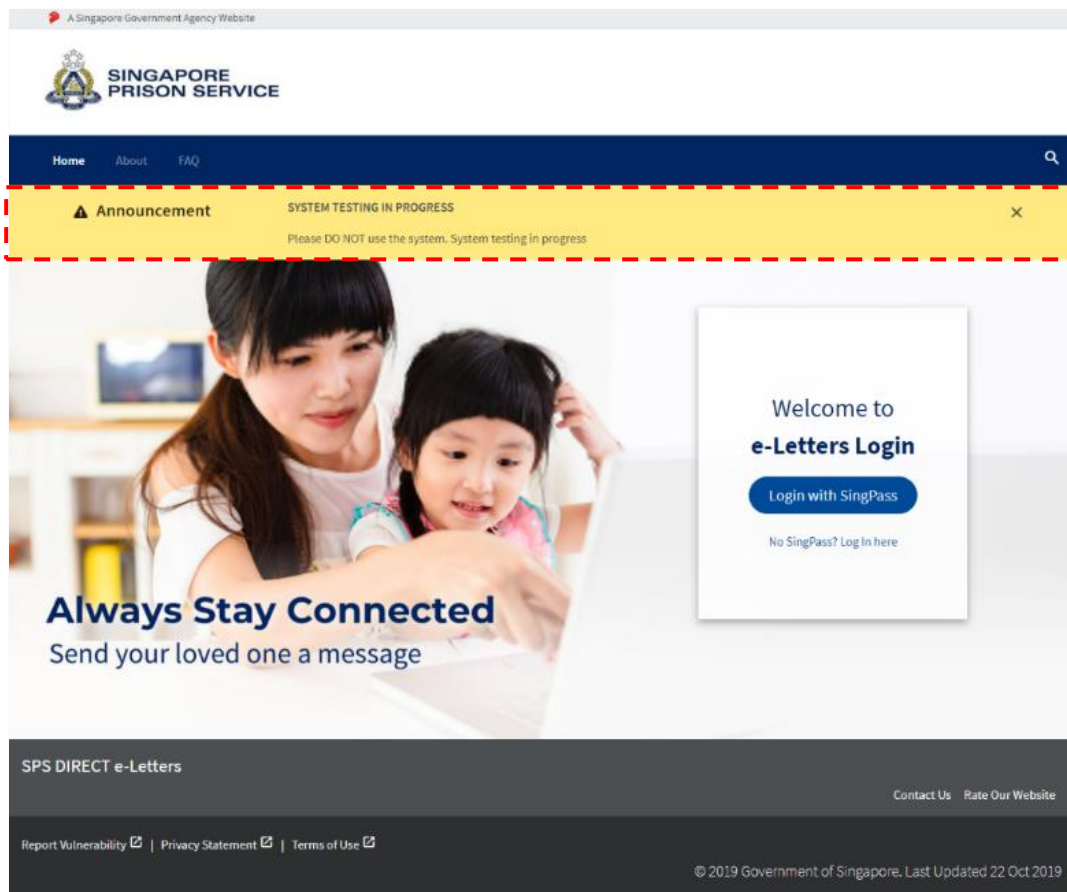 A Singapore Government Agency Website
SINGAPORE
PRISON SERVICE
Home About FAQ
Announcement SYSTEM TESTING IN PROGRESS
Please DO NOT use the system. System testing in progress
Welcome to
e-Letters Login
Login with SingPass
No SingPass? Log In here
Always Stay Connected
Send your loved one a message
SPS DIRECT e-Letters
Contact Us Rate Our Website
Report Vulnerability | Privacy Statement | Terms of Use
© 2019 Government of Singapore. Last Updated 22 Oct 2019